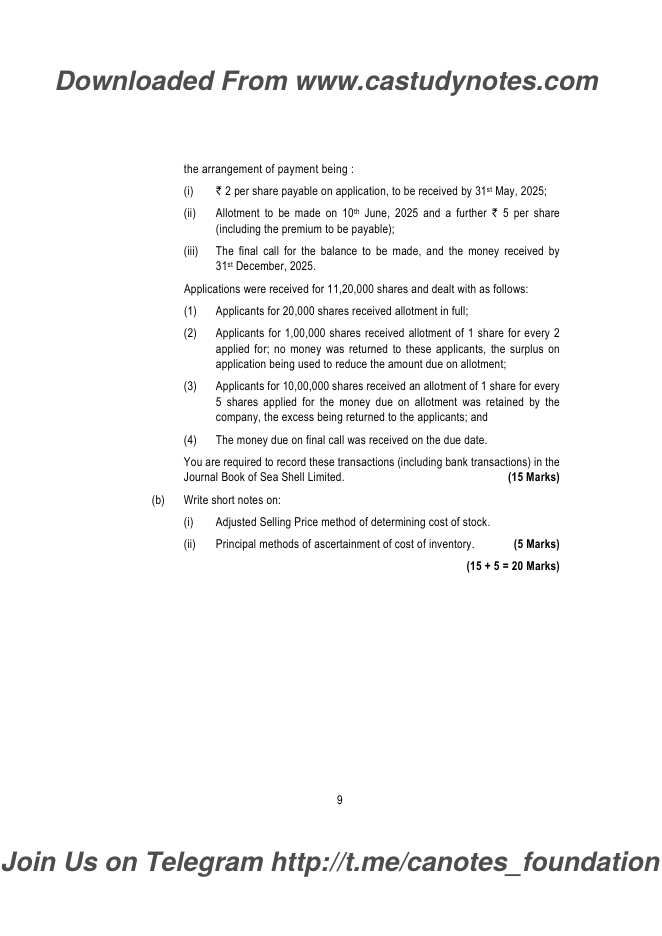 Downloaded From www.castudynotes.com
the arrangement of payment being :
(i) ₹ 2 per share payable on application, to be received by 31st May, 2025;
(ii) Allotment to be made on 10th June, 2025 and a further ₹ 5 per share
(including the premium to be payable);
(iii) The final call for the balance to be made, and the money received by
31st December, 2025.
Applications were received for 11,20,000 shares and dealt with as follows:
(1) Applicants for 20,000 shares received allotment in full;
(2) Applicants for 1,00,000 shares received allotment of 1 share for every 2
applied for; no money was returned to these applicants, the surplus on
application being used to reduce the amount due on allotment;
(3) Applicants for 10,00,000 shares received an allotment of 1 share for every
5 shares applied for the money due on allotment was retained by the
company, the excess being returned to the applicants; and
(4) The money due on final call was received on the due date.
You are required to record these transactions (including bank transactions) in the
Journal Book of Sea Shell Limited. (15 Marks)
(b) Write short notes on:
(i) Adjusted Selling Price method of determining cost of stock.
(ii) Principal methods of ascertainment of cost of inventory. (5 Marks)
(15 + 5 = 20 Marks)
9
Join Us on Telegram http://t.me/canotes_foundation